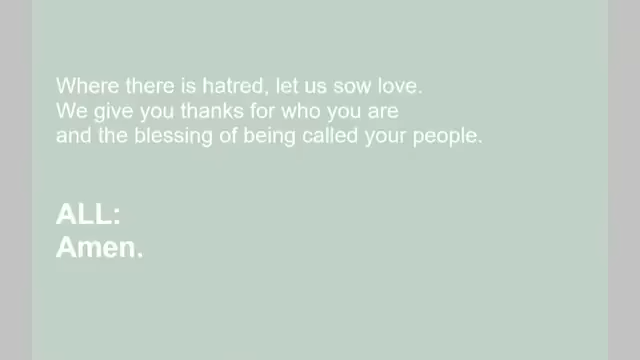 Where there is hatred, let us sow love.
We give you thanks for who you are
and the blessing of being called your people.
ALL:
Amen.